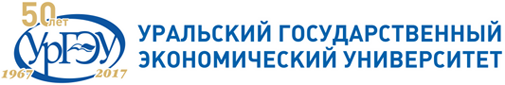 50 лет
УрГЭУ
1967 2017
УРАЛЬСКИЙ ГОСУДАРСТВЕННЫЙ
ЭКОНОМИЧЕСКИЙ УНИВЕРСИТЕТ